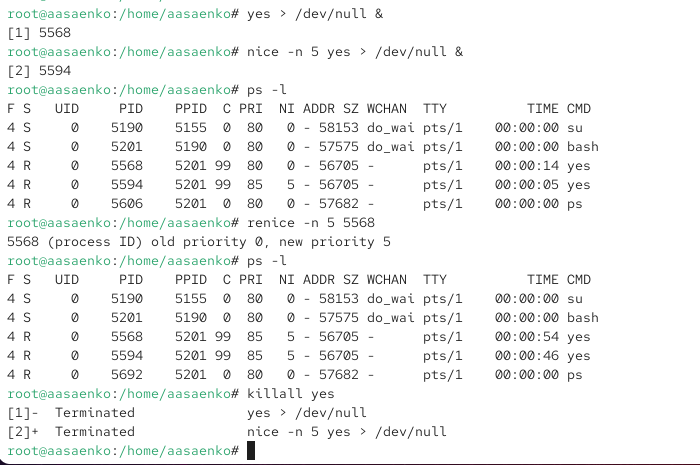 root@aasaenko:/home/aasaenko# yes > /dev/null &
[1] 5568
root@aasaenko:/home/aasaenko# nice -n 5 yes > /dev/null &
[2] 5594
root@aasaenko:/home/aasaenko# ps -l
F S   UID     PID    PPID  C PRI  NI ADDR SZ WCHAN  TTY          TIME CMD
4 S     0    5190    5155  0  80   0 - 58153 do_wai pts/1    00:00:00 su
4 S     0    5201    5190  0  80   0 - 57575 do_wai pts/1    00:00:00 bash
4 R     0    5568    5201 99  80   0 - 56705 -      pts/1    00:00:14 yes
4 R     0    5594    5201 99  85   5 - 56705 -      pts/1    00:00:05 yes
4 R     0    5606    5201  0  80   0 - 57682 -      pts/1    00:00:00 ps
root@aasaenko:/home/aasaenko# renice -n 5 5568
5568 (process ID) old priority 0, new priority 5
root@aasaenko:/home/aasaenko# ps -l
F S   UID     PID    PPID  C PRI  NI ADDR SZ WCHAN  TTY          TIME CMD
4 S     0    5190    5155  0  80   0 - 58153 do_wai pts/1    00:00:00 su
4 S     0    5201    5190  0  80   0 - 57575 do_wai pts/1    00:00:00 bash
4 R     0    5568    5201 99  85   5 - 56705 -      pts/1    00:00:54 yes
4 R     0    5594    5201 99  85   5 - 56705 -      pts/1    00:00:46 yes
4 R     0    5692    5201  0  80   0 - 57682 -      pts/1    00:00:00 ps
root@aasaenko:/home/aasaenko# killall yes
[1]-  Terminated              yes > /dev/null
[2]+  Terminated              nice -n 5 yes > /dev/null
root@aasaenko:/home/aasaenko#